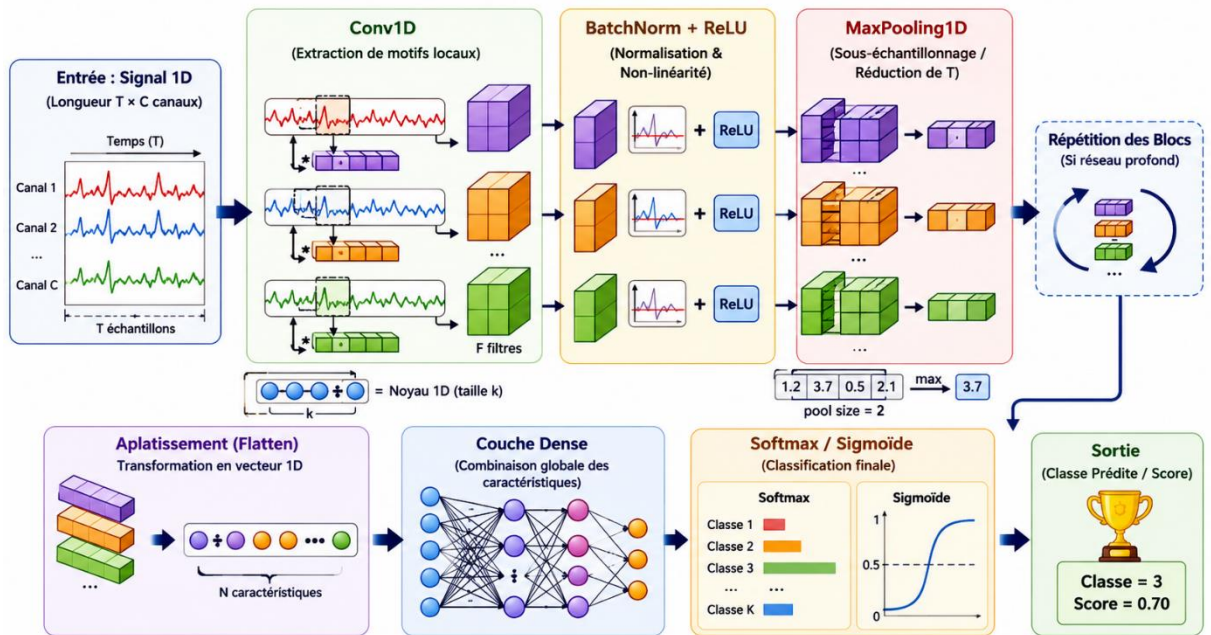 Entrée : Signal 1D
(Longueur T × C canaux)
Temps (T)
Canal 1
Canal 2
...
Canal C
T échantillons
Conv1D
(Extraction de motifs locaux)
*
*
...
*
F filtres
= Noyau 1D (taille k)
k
BatchNorm + ReLU
(Normalisation &
Non-linéarité)
+ ReLU
+ ReLU
+ ReLU
MaxPooling1D
(Sous-échantillonnage /
Réduction de T)
...
...
...
1.2 3.7 0.5 2.1 max 3.7
pool size = 2
Répétition des Blocs
(Si réseau profond)
...
Aplatissement (Flatten)
Transformation en vecteur 1D
...
N caractéristiques
Couche Dense
(Combinaison globale des
caractéristiques)
Softmax / Sigmoïde
(Classification finale)
Softmax
Classe 1
Classe 2
Classe 3
... ...
Classe K
Sigmoïde
1
0.5
0
Sortie
(Classe Prédite / Score)
Classe = 3
Score = 0.70